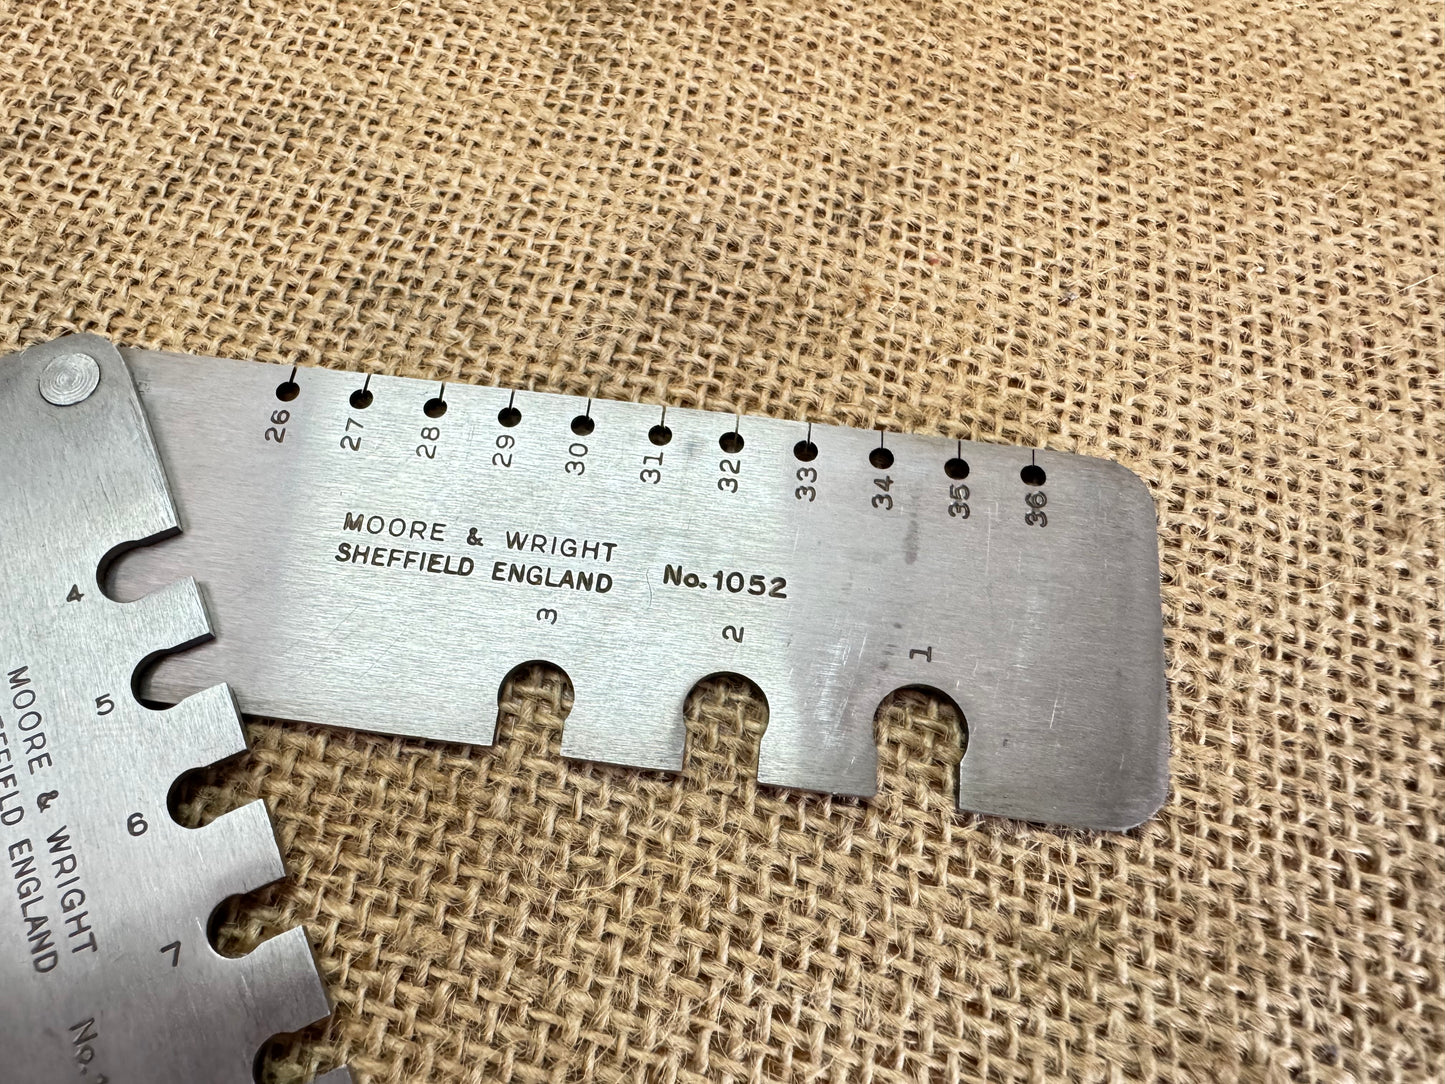 26 27 28 29 30 31 32 33 34 35 36
MOORE & WRIGHT
SHEFFIELD ENGLAND No.1052
3 2 1
4
5
6
7
MOORE & WRIGHT
ENGLAND
No.